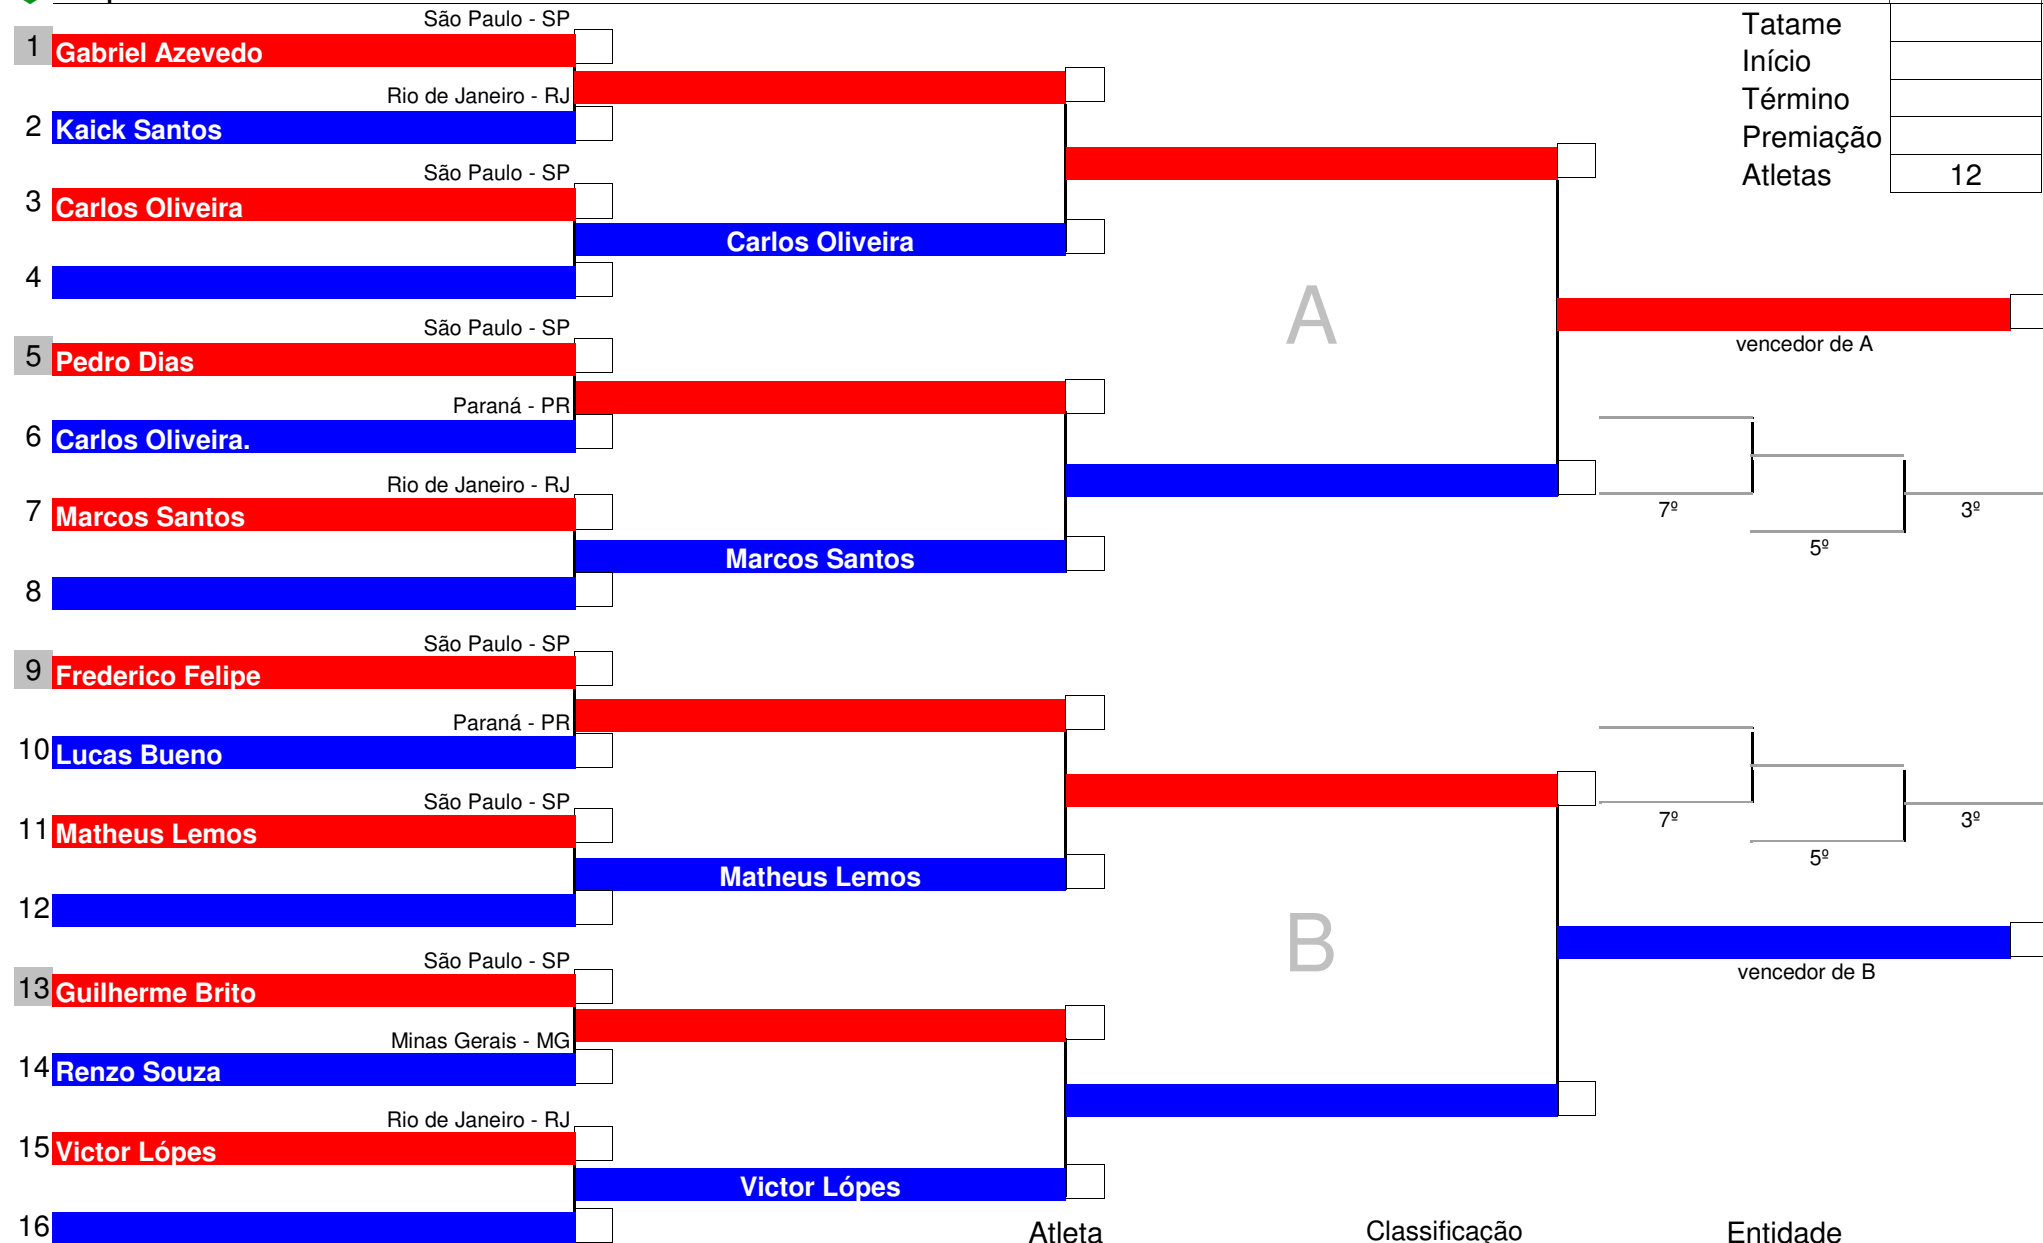 São Paulo - SP
1 Gabriel Azevedo
Rio de Janeiro - RJ
2 Kaick Santos
São Paulo - SP
3 Carlos Oliveira
Carlos Oliveira
4
São Paulo - SP
5 Pedro Dias
Paraná - PR
6 Carlos Oliveira.
Rio de Janeiro - RJ
7 Marcos Santos
Marcos Santos
8
São Paulo - SP
9 Frederico Felipe
Paraná - PR
10 Lucas Bueno
São Paulo - SP
11 Matheus Lemos
Matheus Lemos
12
São Paulo - SP
13 Guilherme Brito
Minas Gerais - MG
14 Renzo Souza
Rio de Janeiro - RJ
15 Victor Lópes
Victor Lópes
16
A
B
Tatame
Início
Término
Premiação
Atletas 12
vencedor de A
7º
3º
5º
7º
3º
5º
vencedor de B
Atleta Classificação Entidade